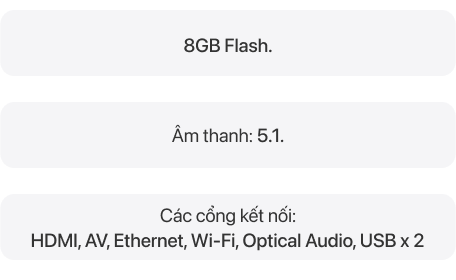 8GB Flash.
Âm thanh: 5.1.
Các cổng kết nối:
HDMI, AV, Ethernet, Wi-Fi, Optical Audio, USB x 2